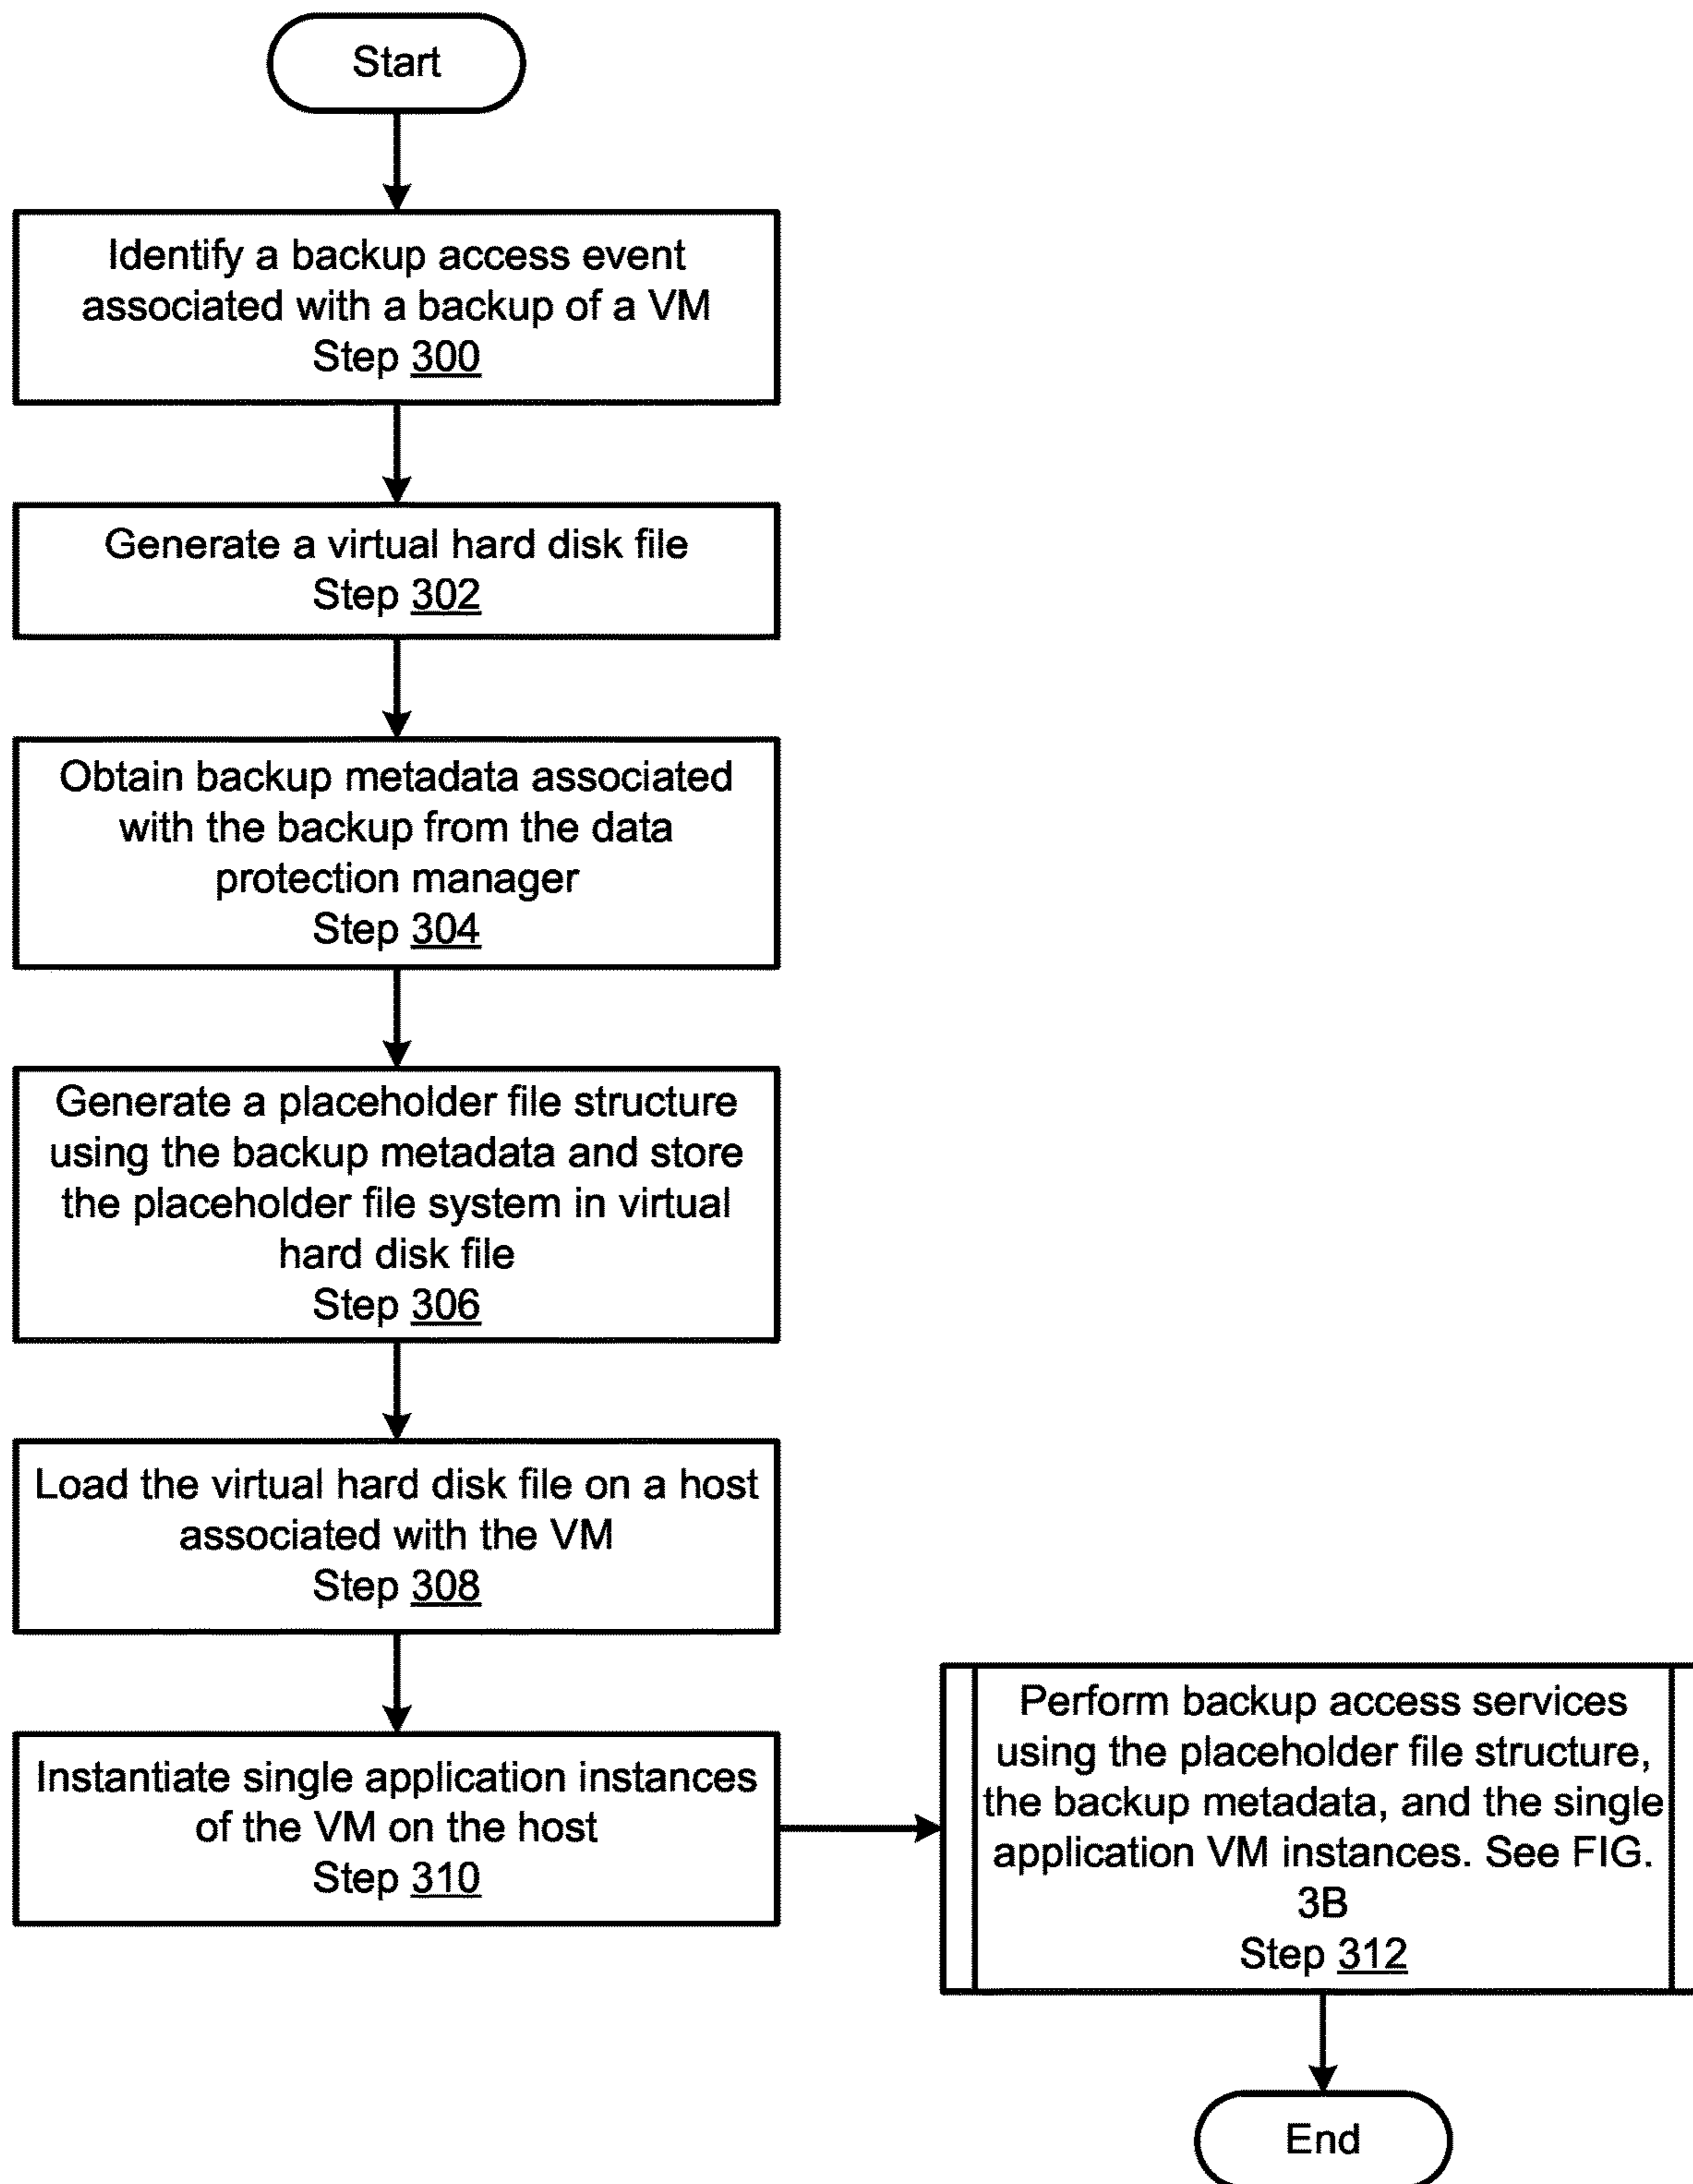 Start
Identify a backup access event
associated with a backup of a VM
Step 300
Generate a virtual hard disk file
Step 302
Obtain backup metadata associated
with the backup from the data
protection manager
Step 304
Generate a placeholder file structure
using the backup metadata and store
the placeholder file system in virtual
hard disk file
Step 306
Load the virtual hard disk file on a host
associated with the VM
Step 308
Instantiate single application instances
of the VM on the host
Step 310
Perform backup access services
using the placeholder file structure,
the backup metadata, and the single
application VM instances. See FIG.
3B
Step 312
End